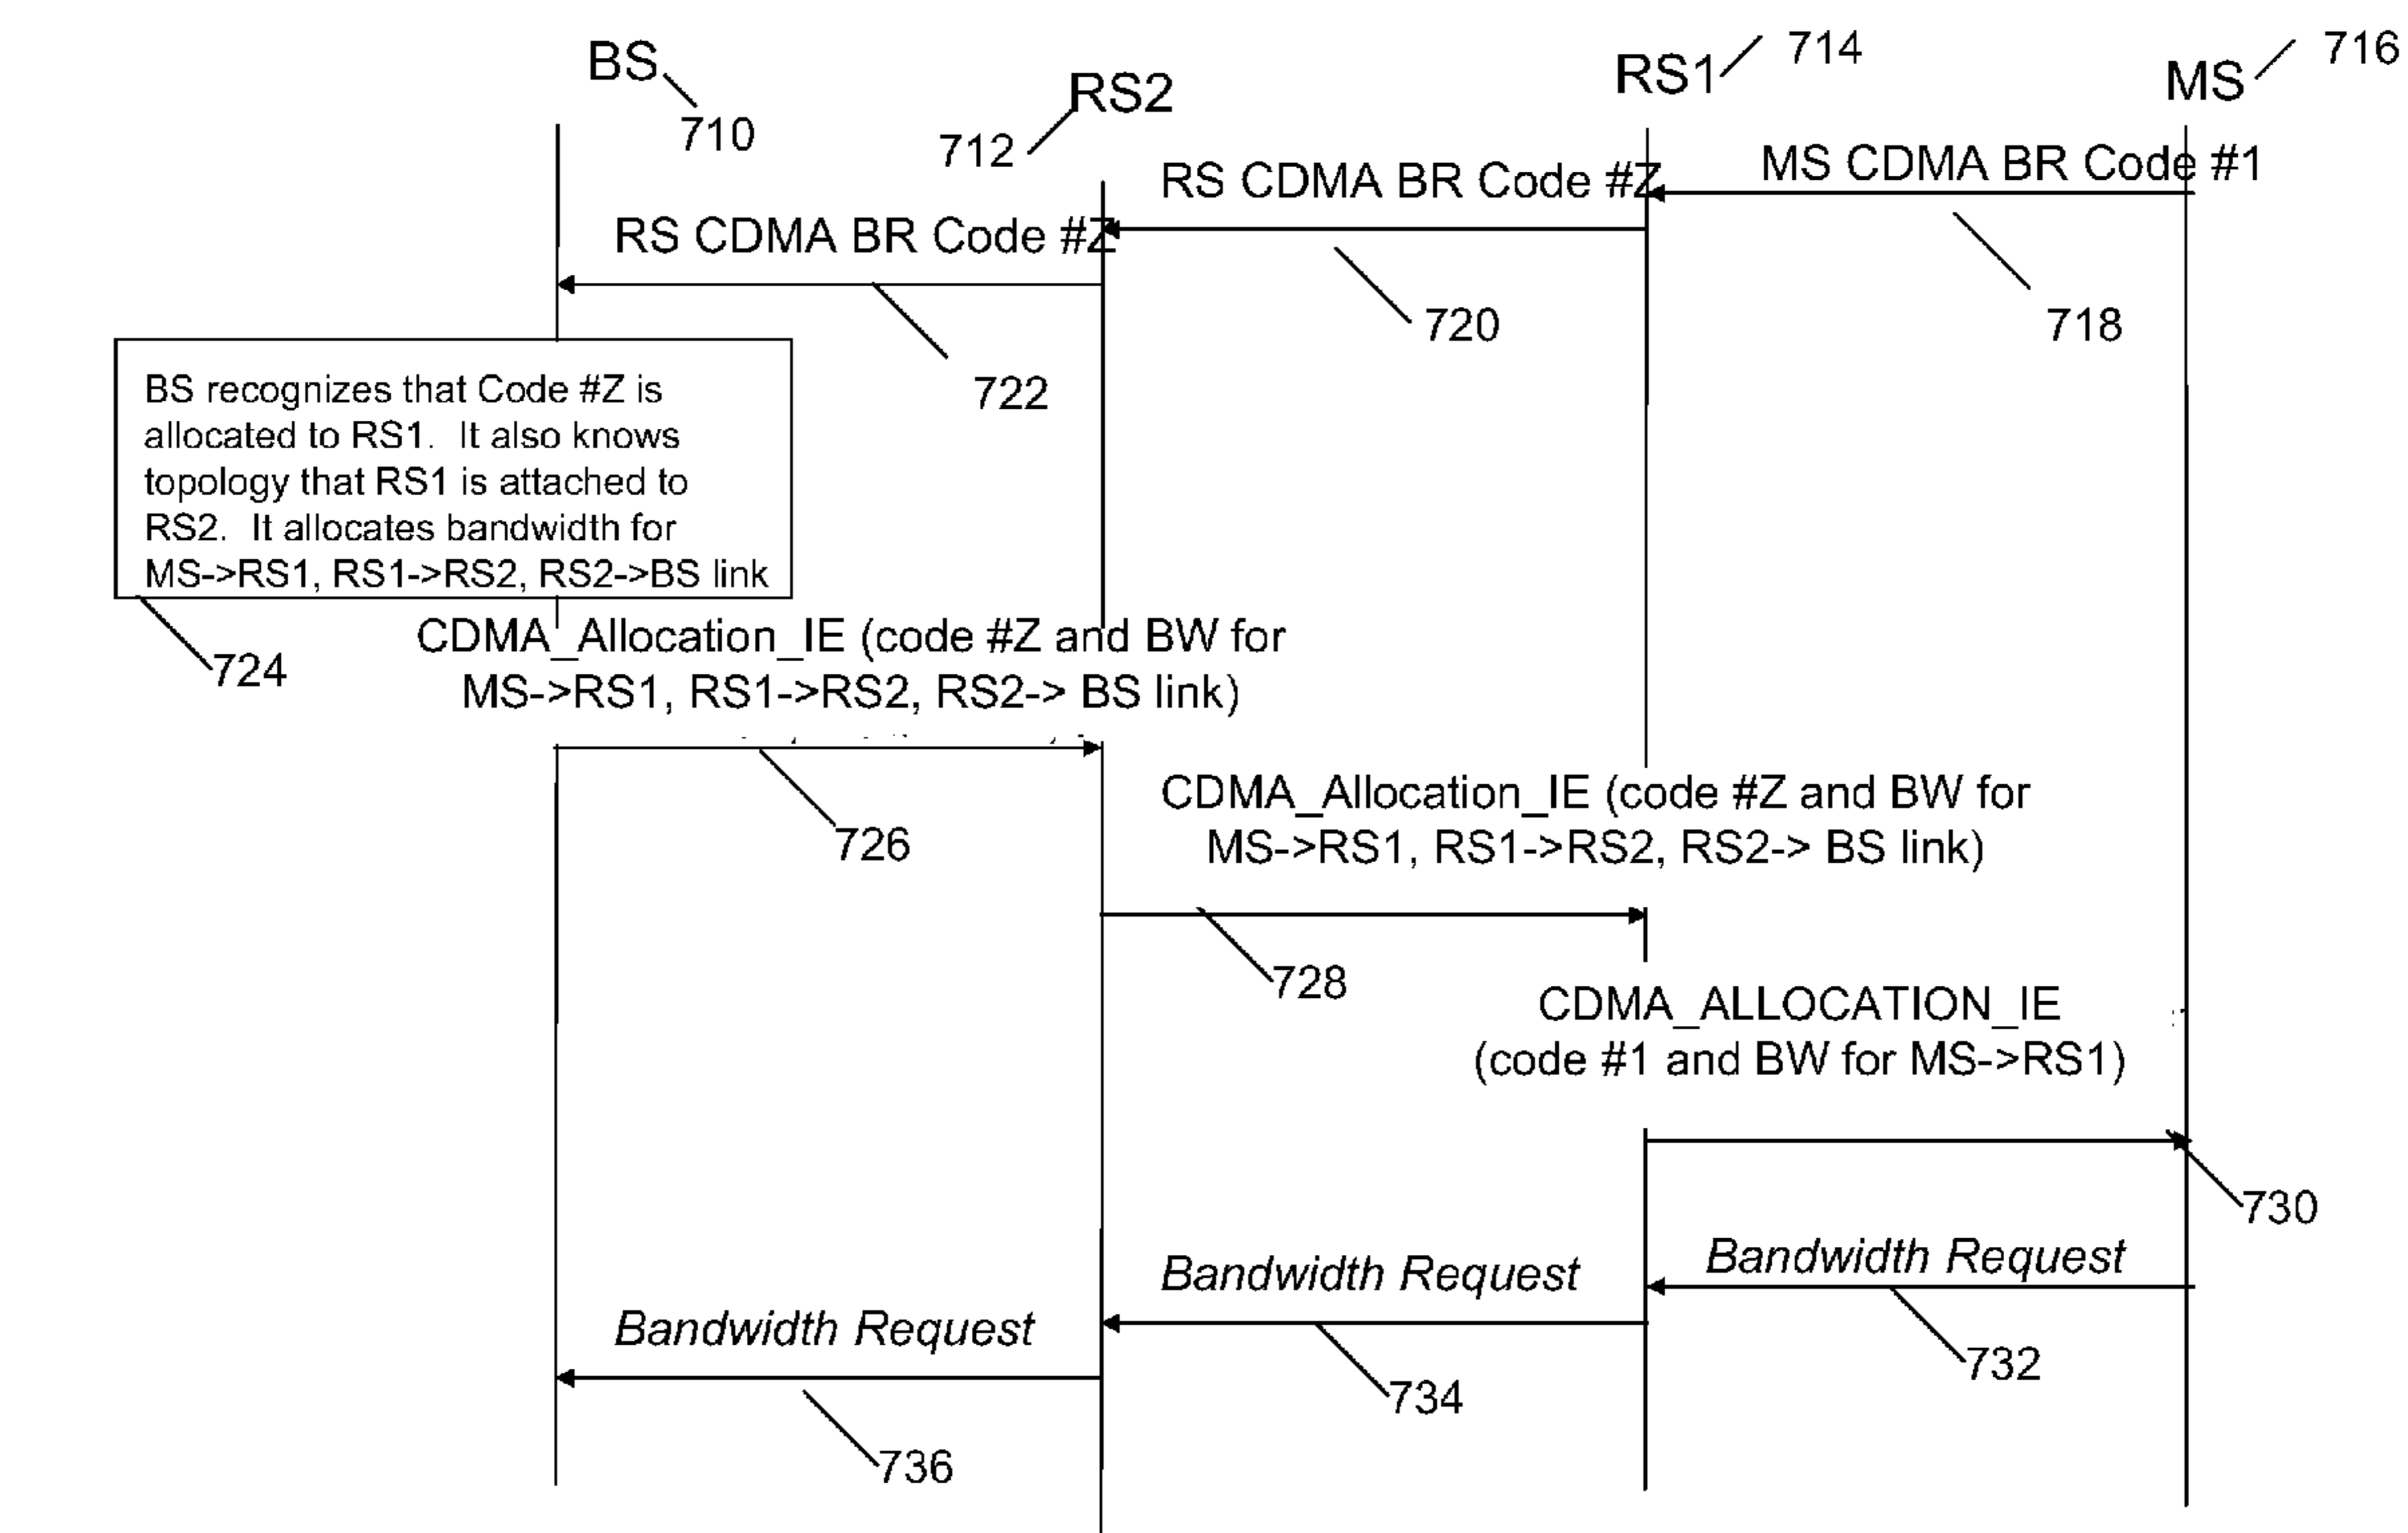 BS
710
RS2
712
RS1
714
MS
716
MS CDMA BR Code #1
718
RS CDMA BR Code #Z
720
RS CDMA BR Code #Z
722
BS recognizes that Code #Z is
allocated to RS1. It also knows
topology that RS1 is attached to
RS2. It allocates bandwidth for
MS->RS1, RS1->RS2, RS2->BS link
724
CDMA_Allocation_IE (code #Z and BW for
MS->RS1, RS1->RS2, RS2-> BS link)
726
CDMA_Allocation_IE (code #Z and BW for
MS->RS1, RS1->RS2, RS2-> BS link)
728
CDMA_ALLOCATION_IE
(code #1 and BW for MS->RS1)
730
Bandwidth Request
732
Bandwidth Request
734
Bandwidth Request
736